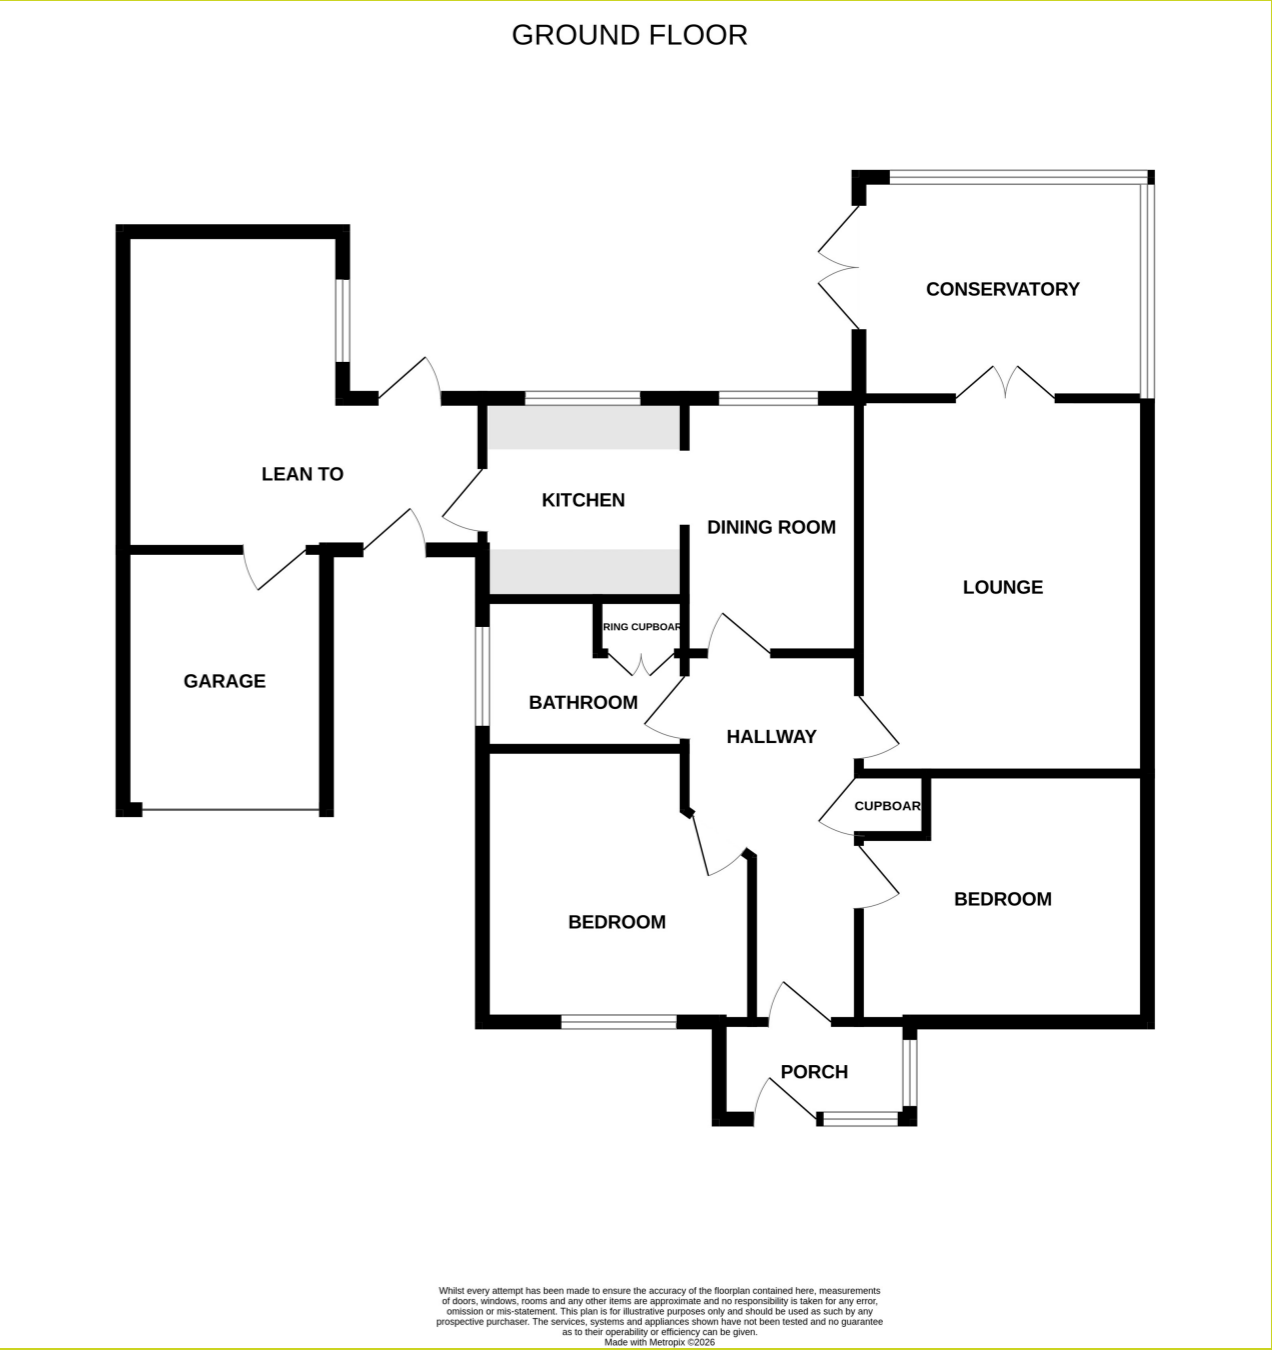 GROUND FLOOR
CONSERVATORY
LEAN TO
KITCHEN
DINING ROOM
LOUNGE
RING CUPBOAR
GARAGE
BATHROOM
HALLWAY
CUPBOAR
BEDROOM
BEDROOM
PORCH
Whilst every attempt has been made to ensure the accuracy of the floorplan contained here, measurements
of doors, windows, rooms and any other items are approximate and no responsibility is taken for any error,
omission or mis-statement. This plan is for illustrative purposes only and should be used as such by any
prospective purchaser. The services, systems and appliances shown have not been tested and no guarantee
as to their operability or efficiency can be given.
Made with Metropix ©2026